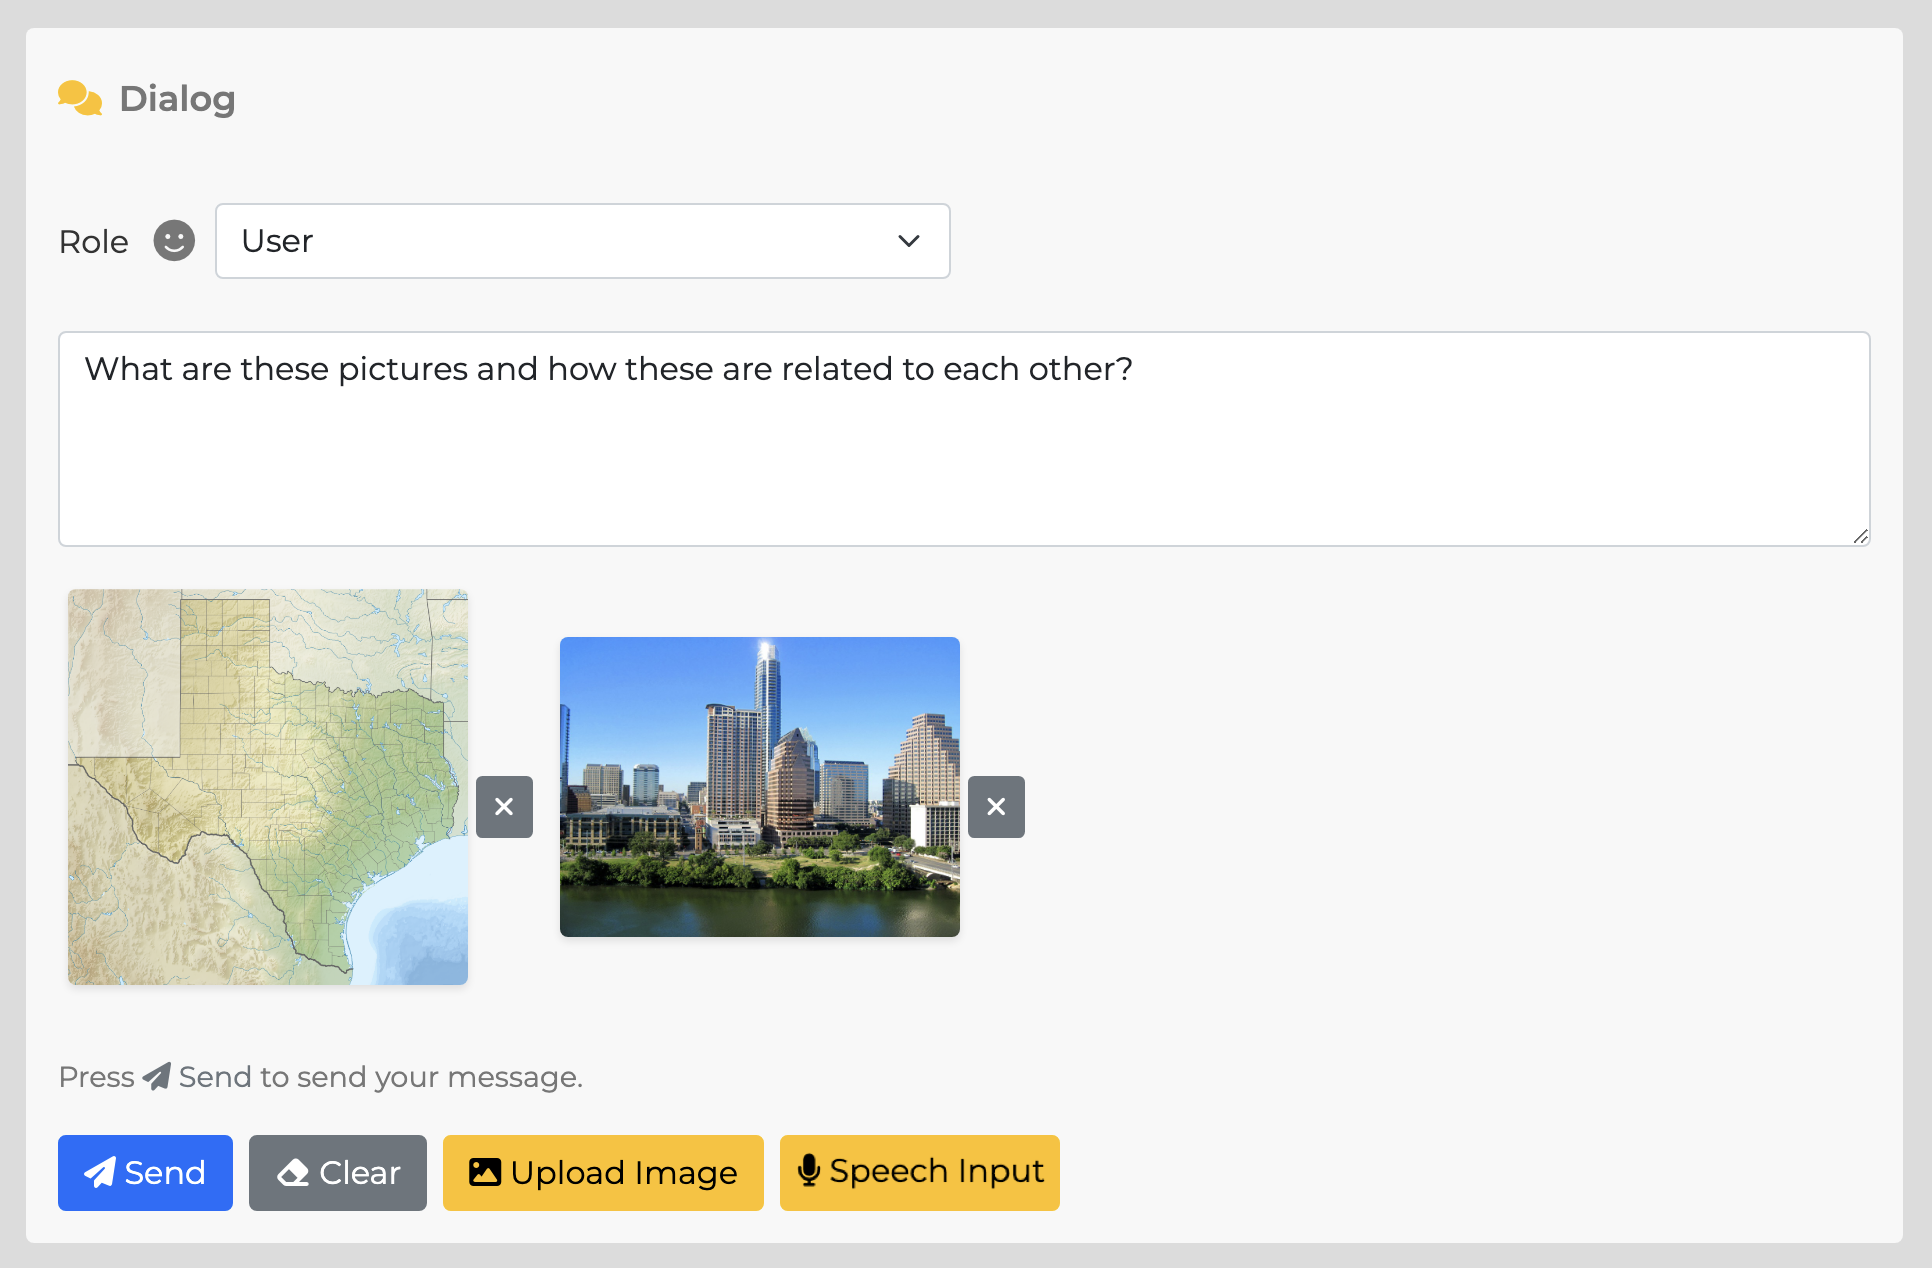 Dialog
Role User
What are these pictures and how these are related to each other?
Press Send to send your message.
Send Clear Upload Image Speech Input